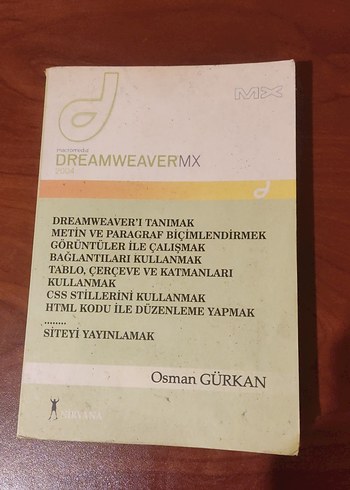 MX
macromedia
DREAMWEAVERMX
2004
DREAMWEAVER'I TANIMAK
METİN VE PARAGRAF BİÇİMLENDİRMEK
GÖRÜNTÜLER İLE ÇALIŞMAK
BAĞLANTILARI KULLANMAK
TABLO, ÇERÇEVE VE KATMANLARI
KULLANMAK
CSS STİLLERİNİ KULLANMAK
HTML KODU İLE DÜZENLEME YAPMAK
........
SİTEYİ YAYINLAMAK
Osman GÜRKAN
NIRVANA